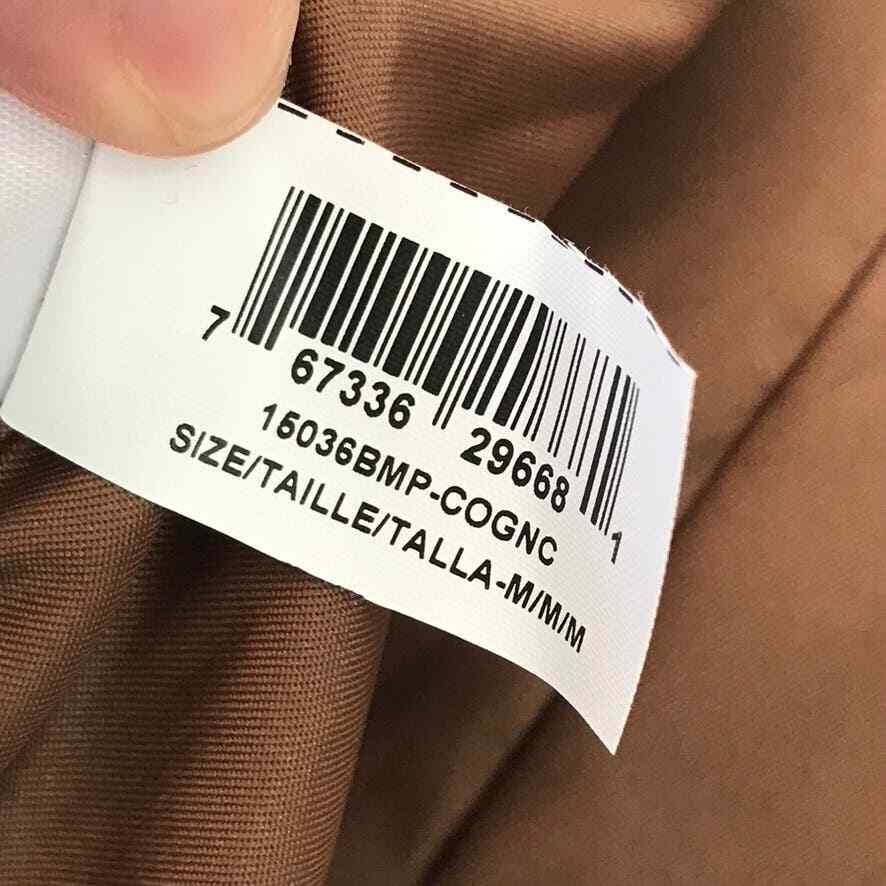 7 67336 29668 1
15036BMP-COGNC
SIZE/TAILLE/TALLA-M/M/M